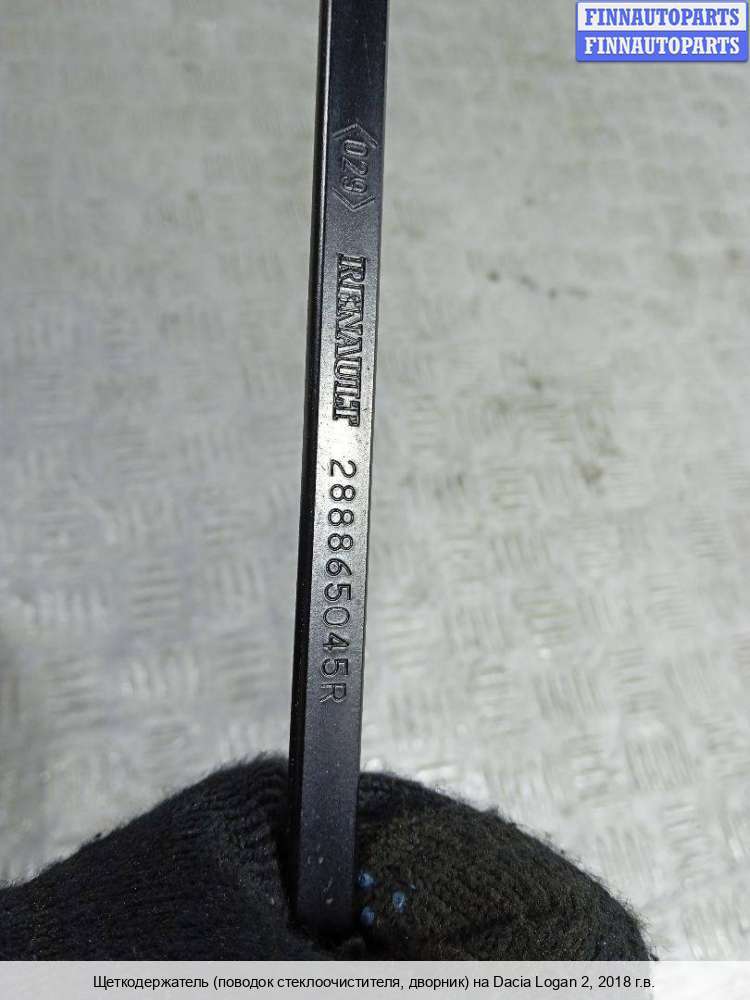 FINNAUTOPARTS
FINNAUTOPARTS
<029> RENAULT 288865045R
Щеткодержатель (поводок стеклоочистителя, дворник) на Dacia Logan 2, 2018 г.в.